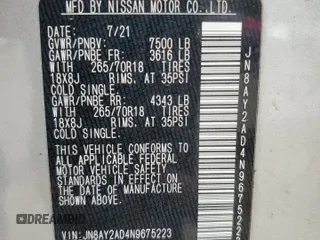 MFD BY NISSAN MOTOR CO.,LTD.
DATE: 7/21
GVWR/PNBV: 7500 LB
GAWR/PNBE FR: 3616 LB
WITH 265/70R18 TIRES
18X8J RIMS. AT 35PSI
COLD SINGLE.
GAWR/PNBE RR: 4343 LB
WITH 265/70R18 TIRES
18X8J RIMS. AT 35PSI
COLD SINGLE.
THIS VEHICLE CONFORMS TO
ALL APPLICABLE FEDERAL
MOTOR VEHICLE SAFETY
STANDARDS IN EFFECT ON
THE DATE OF MANUFACTURE
SHOWN ABOVE.
VIN: JN8AY2AD4N9675223
JN8AY2AD4N9675223